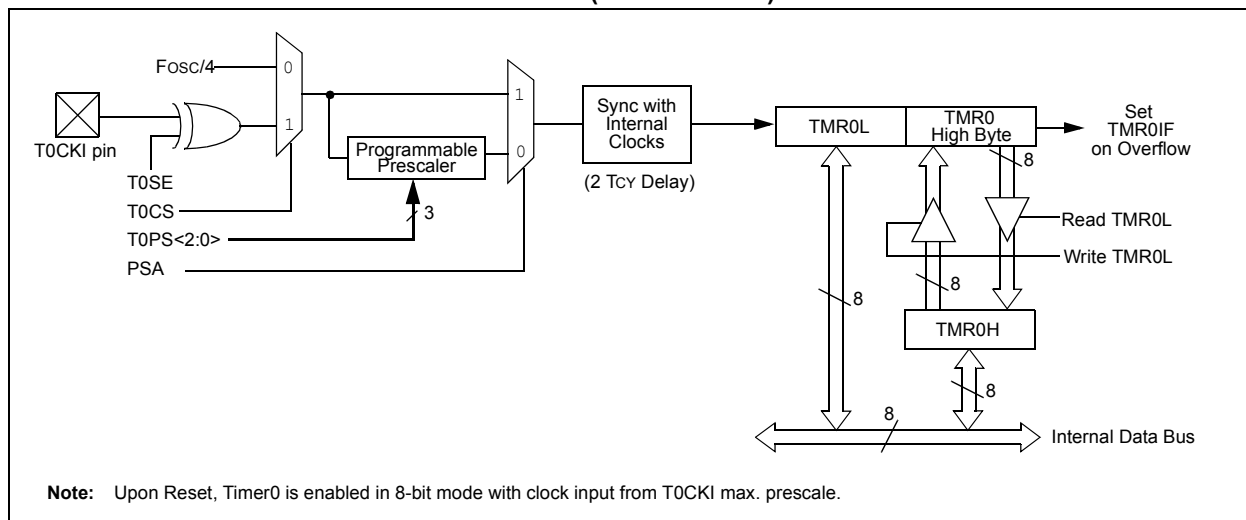 Fosc/4
0
1
T0CKI pin
T0SE
T0CS
T0PS<2:0>
PSA
Programmable
Prescaler
3
1
0
Sync with
Internal
Clocks
(2 TCY Delay)
TMR0L
TMR0
High Byte
Set
TMR0IF
on Overflow
8
Read TMR0L
Write TMR0L
8
8
TMR0H
8
8
Internal Data Bus
Note: Upon Reset, Timer0 is enabled in 8-bit mode with clock input from T0CKI max. prescale.